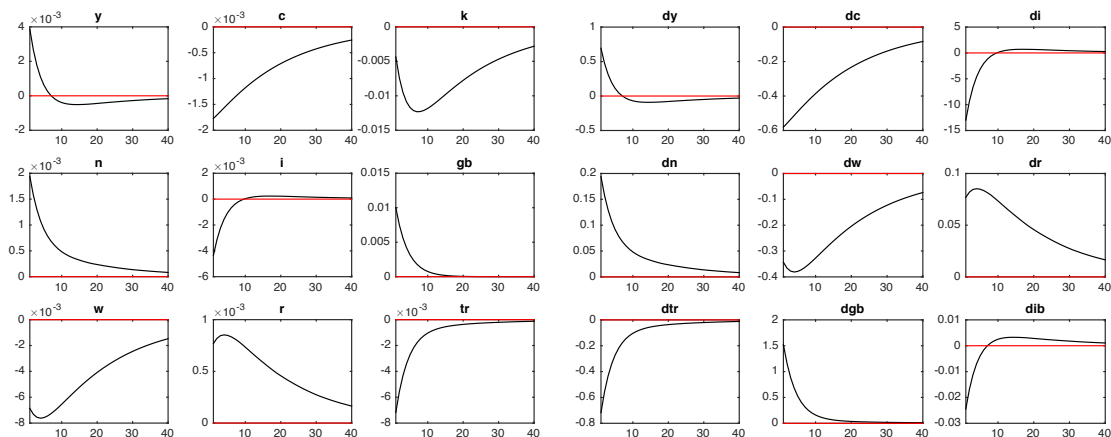 y
×10⁻³
4
2
0
-2
10 20 30 40
c
×10⁻³
0
-0.5
-1
-1.5
-2
10 20 30 40
k
0
-0.005
-0.01
-0.015
10 20 30 40
dy
1
0.5
0
-0.5
10 20 30 40
dc
0
-0.2
-0.4
-0.6
10 20 30 40
di
5
0
-5
-10
-15
10 20 30 40
n
×10⁻³
2
1.5
1
0.5
0
10 20 30 40
i
×10⁻³
2
0
-2
-4
-6
10 20 30 40
gb
0.015
0.01
0.005
0
10 20 30 40
dn
0.2
0.15
0.1
0.05
0
10 20 30 40
dw
0
-0.1
-0.2
-0.3
-0.4
10 20 30 40
dr
0.1
0.05
0
10 20 30 40
w
×10⁻³
0
-2
-4
-6
-8
10 20 30 40
r
×10⁻³
1
0.5
0
10 20 30 40
tr
×10⁻³
0
-2
-4
-6
-8
10 20 30 40
dtr
0
-0.2
-0.4
-0.6
-0.8
10 20 30 40
dgb
2
1.5
1
0.5
0
10 20 30 40
dib
0.01
0
-0.01
-0.02
-0.03
10 20 30 40